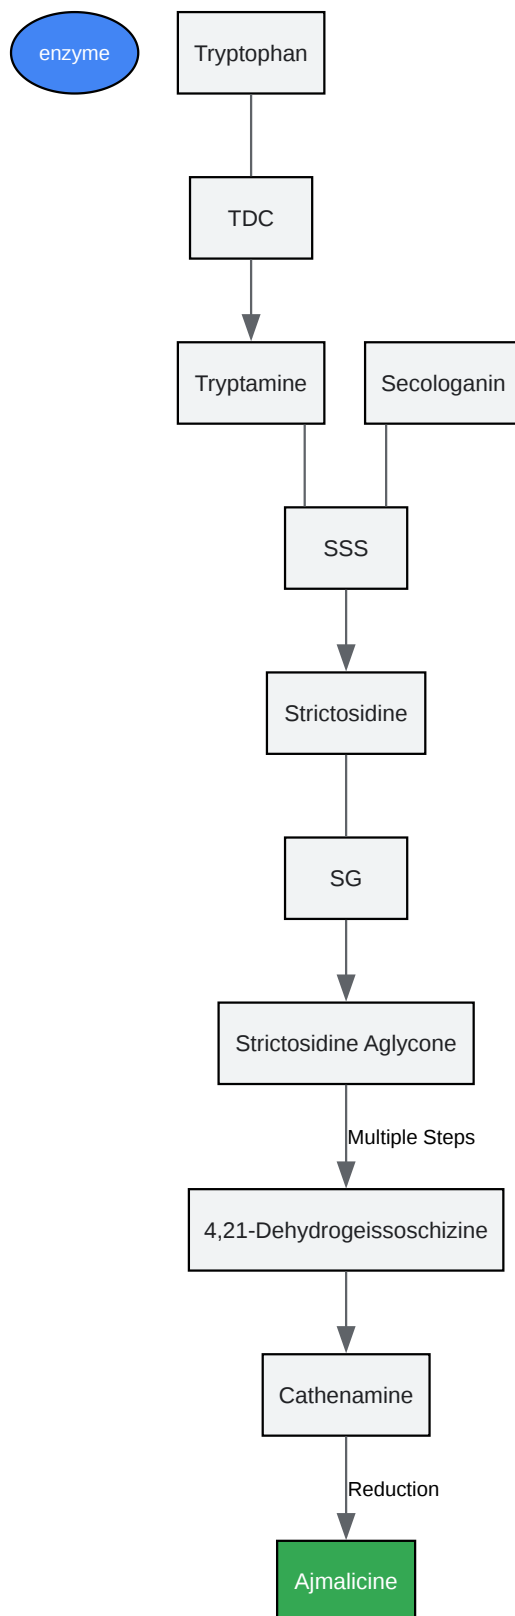 enzyme
Tryptophan
TDC
Tryptamine
Secologanin
SSS
Strictosidine
SG
Strictosidine Aglycone
Multiple Steps
4,21-Dehydrogeissoschizine
Cathenamine
Reduction
Ajmalicine